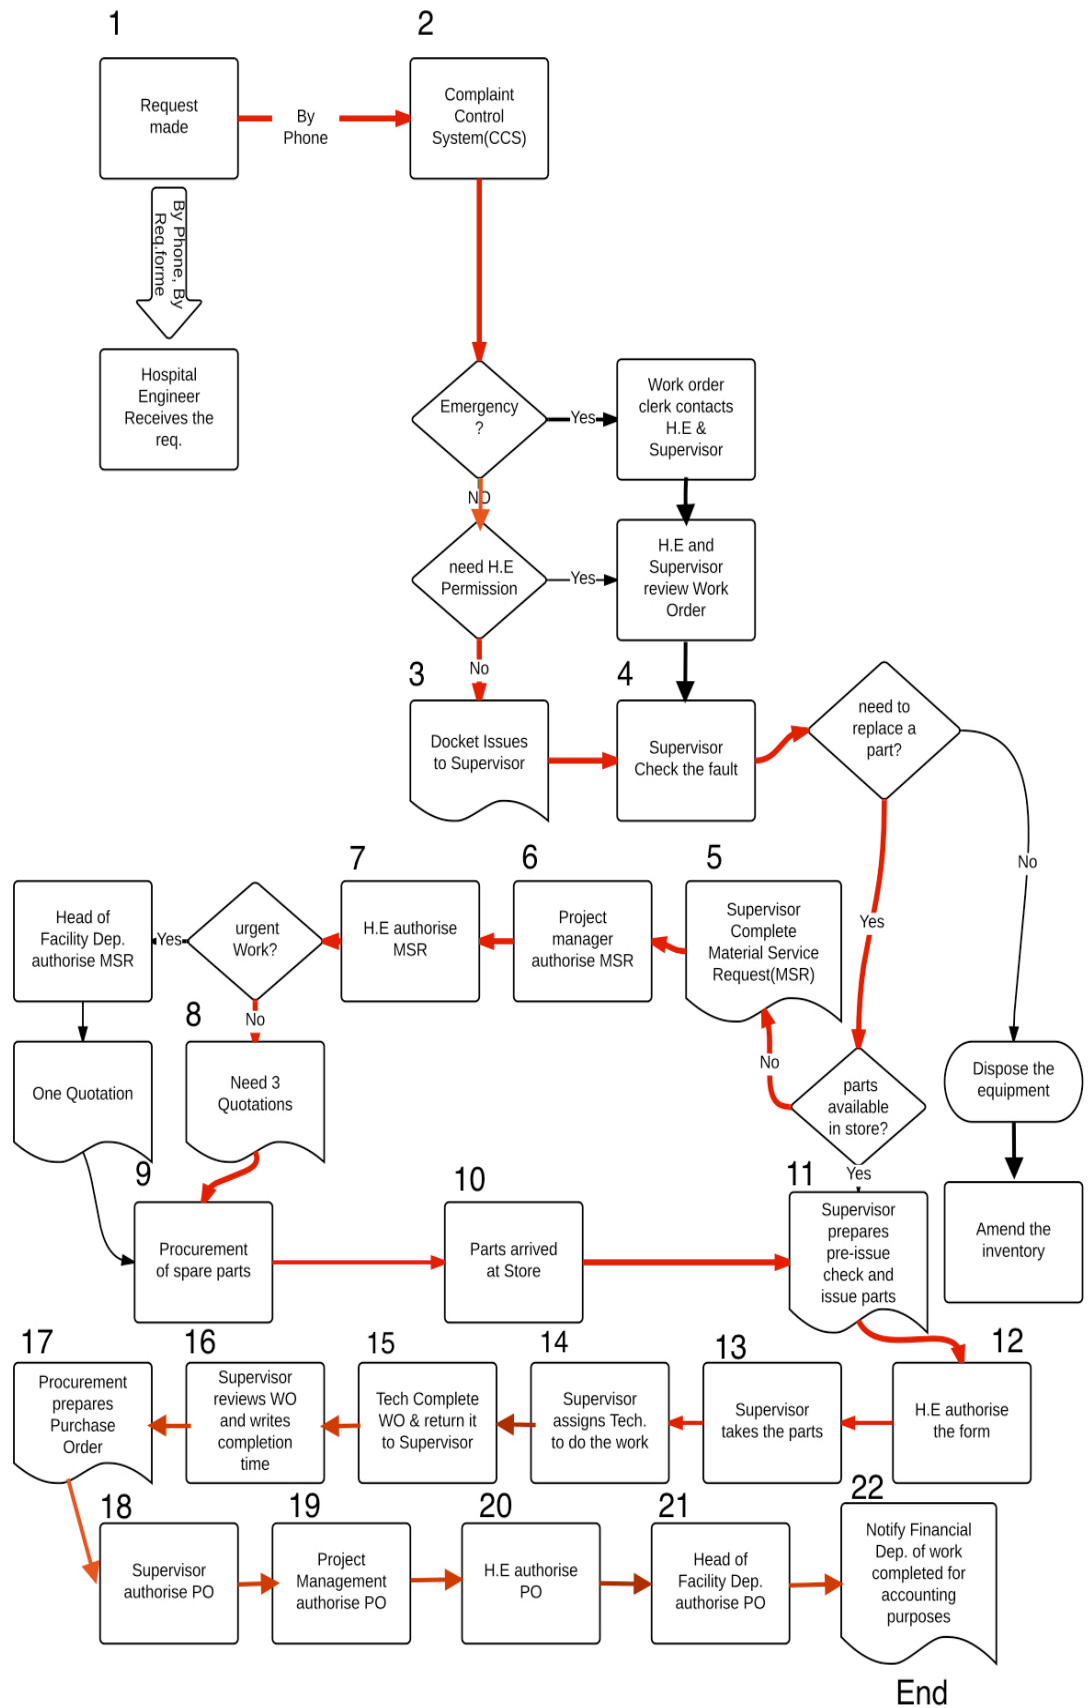 1
2
Request
made
By
Phone
Complaint
Control
System(CCS)
By Phone, By
Req.forme
Hospital
Engineer
Receives the
req.
Emergency
?
Yes
Work order
clerk contacts
H.E &
Supervisor
NO
need H.E
Permission
Yes
H.E and
Supervisor
review Work
Order
No
3
4
Docket Issues
to Supervisor
Supervisor
Check the fault
need to
replace a
part?
No
Yes
5
6
7
Supervisor
Complete
Material Service
Request(MSR)
Project
manager
authorise MSR
H.E authorise
MSR
urgent
Work?
Yes
Head of
Facility Dep.
authorise MSR
No
8
No
One Quotation
Need 3
Quotations
parts
available
in store?
Dispose the
equipment
Yes
9
10
11
Procurement
of spare parts
Parts arrived
at Store
Supervisor
prepares
pre-issue
check and
issue parts
Amend the
inventory
12
13
14
15
16
17
H.E authorise
the form
Supervisor
takes the parts
Supervisor
assigns Tech.
to do the work
Tech Complete
WO & return it
to Supervisor
Supervisor
reviews WO
and writes
completion
time
Procurement
prepares
Purchase
Order
18
19
20
21
22
Supervisor
authorise PO
Project
Management
authorise PO
H.E authorise
PO
Head of
Facility Dep.
authorise PO
Notify Financial
Dep. of work
completed for
accounting
purposes
End